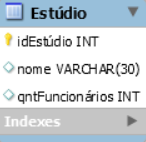 Estúdio
idEstúdio INT
nome VARCHAR(30)
qntFuncionários INT
Indexes